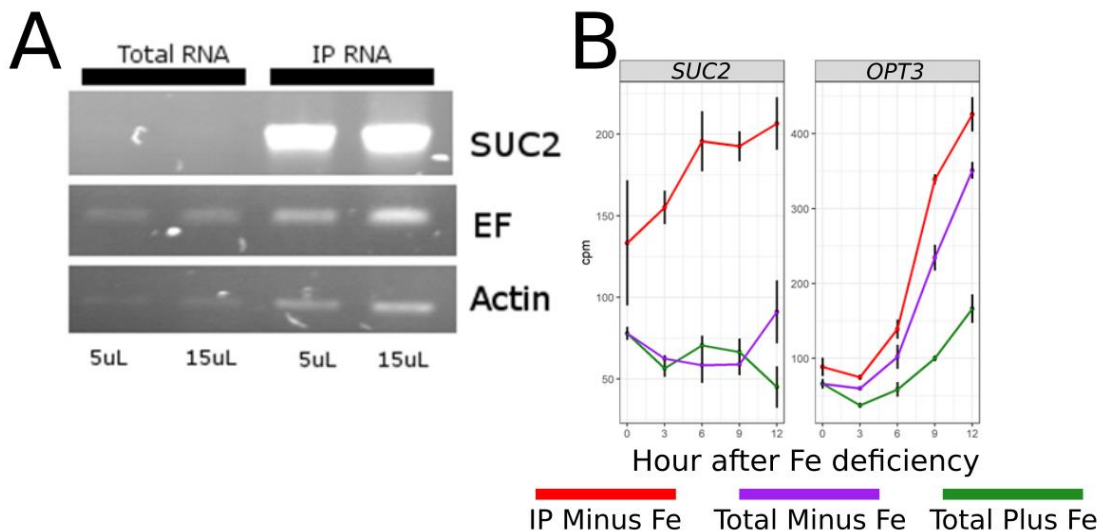 A
Total RNA IP RNA
SUC2
EF
Actin
5uL 15uL 5uL 15uL
B
SUC2 OPT3
cpm
200
150
100
50
400
300
200
100
0 3 6 9 12 0 3 6 9 12
Hour after Fe deficiency
IP Minus Fe Total Minus Fe Total Plus Fe